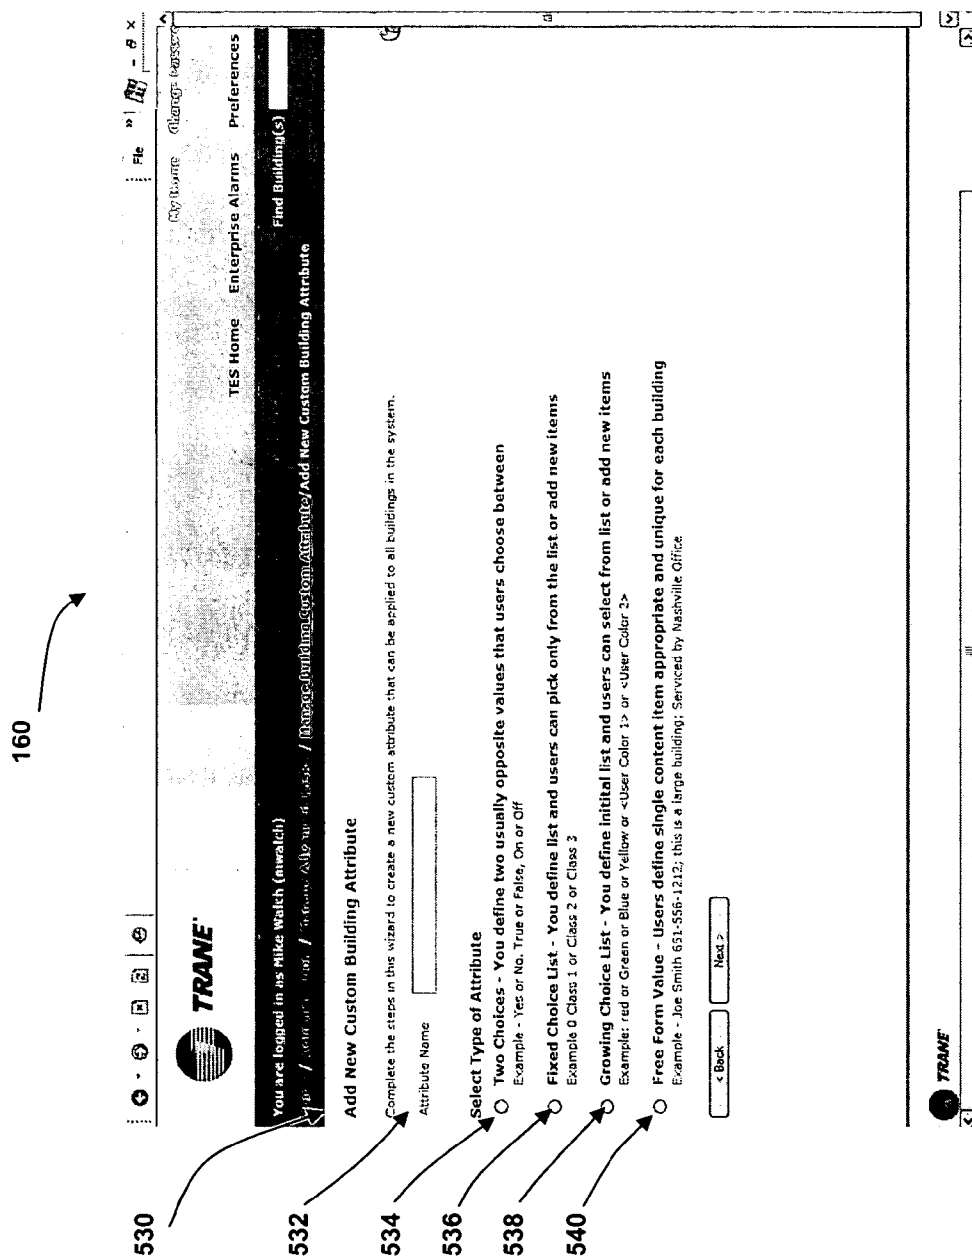 160
File »
My Home Change Password
TRANE
TES Home Enterprise Alarms Preferences
You are logged in as Mike Walch (mwalch)
Find Building(s)
/ Manage Building Custom Attribute / Add New Custom Building Attribute
530
Add New Custom Building Attribute
Complete the steps in this wizard to create a new custom attribute that can be applied to all buildings in the system.
532
Attribute Name
Select Type of Attribute
534
Two Choices - You define two usually opposite values that users choose between
Example - Yes or No, True or False, On or Off
536
Fixed Choice List - You define list and users can pick only from the list or add new items
Example 0 Class 1 or Class 2 or Class 3
538
Growing Choice List - You define initital list and users can select from list or add new items
Example: red or Green or Blue or Yellow or <User Color 1> or <User Color 2>
540
Free Form Value - Users define single content item appropriate and unique for each building
Example - Joe Smith 651-556-1212; this is a large building; Serviced by Nashville Office
< Back Next >
TRANE